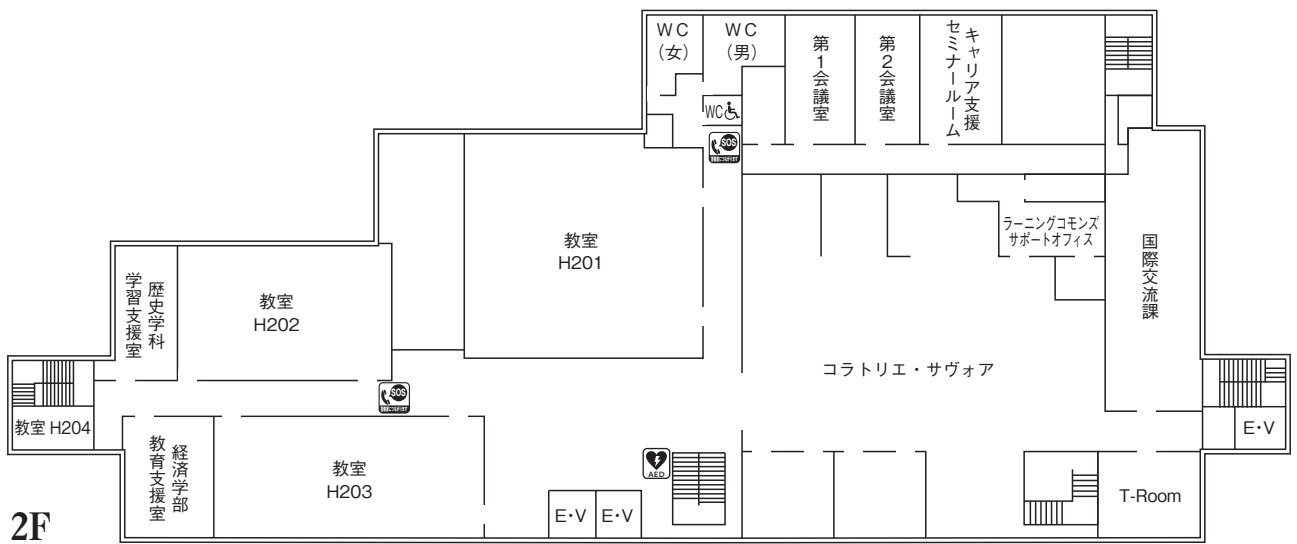 WC
(女)
WC
(男)
第1会議室
第2会議室
キャリア支援
セミナールーム
WC
SOS
教室
H201
ラーニングコモンズ
サポートオフィス
国際交流課
歴史学科
学習支援室
教室
H202
コラトリエ・サヴォア
SOS
教室 H204
E・V
経済学部
教育支援室
教室
H203
AED
E・V
E・V
T-Room
2F